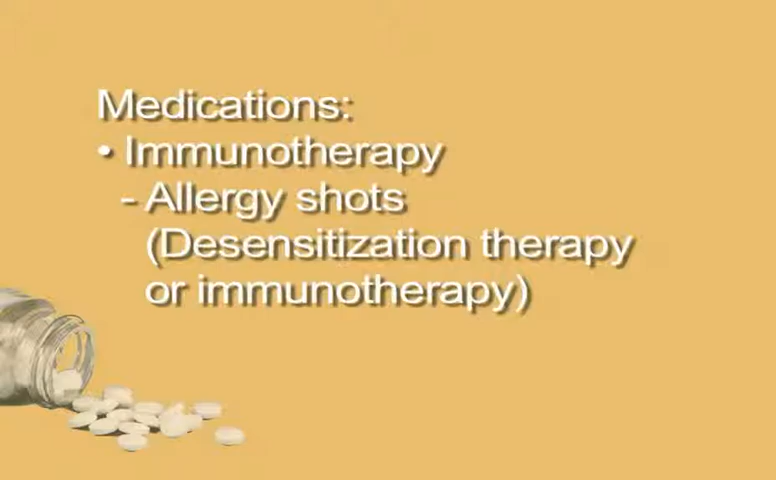 Medications:
• Immunotherapy
- Allergy shots
(Desensitization therapy
or immunotherapy)